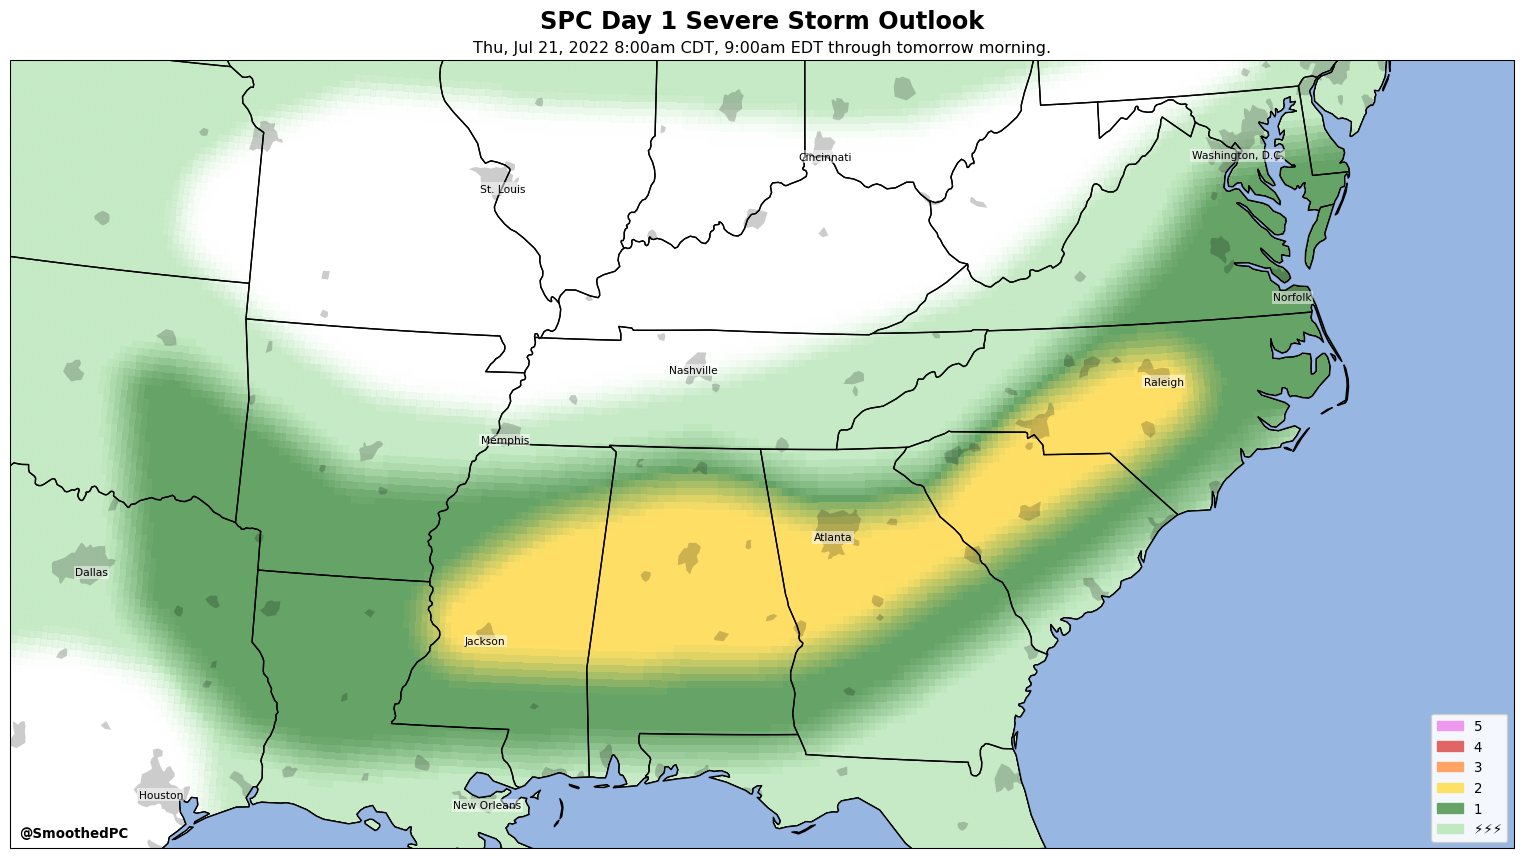 SPC Day 1 Severe Storm Outlook
Thu, Jul 21, 2022 8:00am CDT, 9:00am EDT through tomorrow morning.
Cincinnati
Washington, D.C.
St. Louis
Norfolk
Nashville
Raleigh
Memphis
Atlanta
Dallas
Jackson
Houston
New Orleans
5
4
3
2
1
⚡⚡⚡
@SmoothedPC